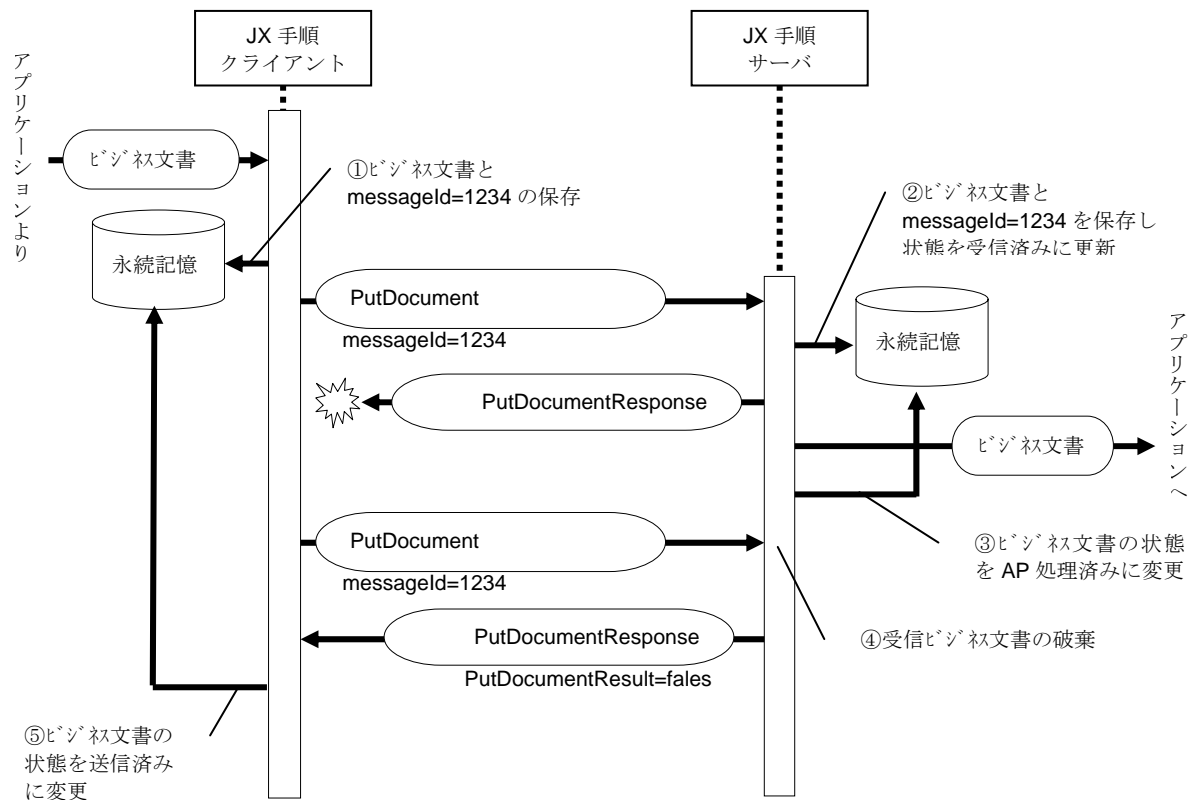 JX 手順
クライアント
JX 手順
サーバ
アプリケーションより
ﾋﾞｼﾞﾈｽ文書
①ﾋﾞｼﾞﾈｽ文書と
messageId=1234 の保存
②ﾋﾞｼﾞﾈｽ文書と
messageId=1234 を保存し
状態を受信済みに更新
永続記憶
PutDocument
messageId=1234
永続記憶
アプリケーションへ
PutDocumentResponse
ﾋﾞｼﾞﾈｽ文書
PutDocument
messageId=1234
③ﾋﾞｼﾞﾈｽ文書の状態
を AP 処理済みに変更
PutDocumentResponse
PutDocumentResult=fales
④受信ﾋﾞｼﾞﾈｽ文書の破棄
⑤ﾋﾞｼﾞﾈｽ文書の
状態を送信済み
に変更